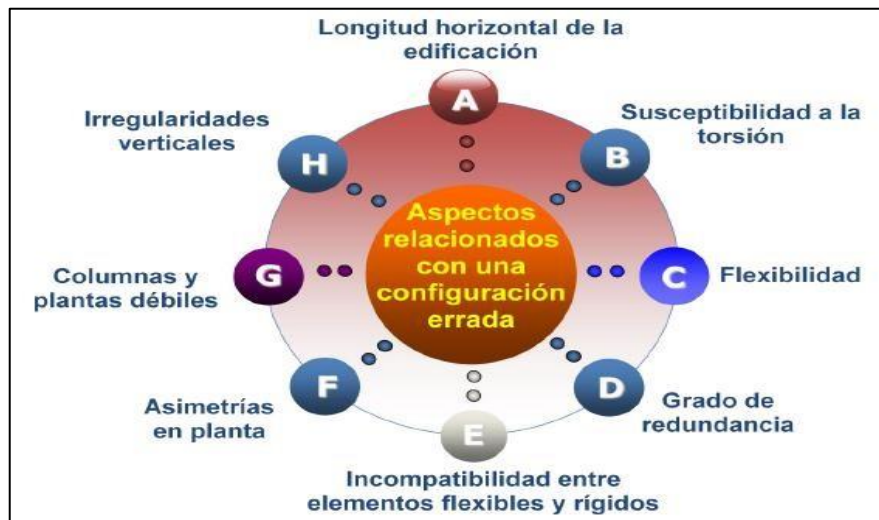 Longitud horizontal de la
edificación
A
Susceptibilidad a la
torsión
B
Flexibilidad
C
Grado de
redundancia
D
Incompatibilidad entre
elementos flexibles y rígidos
E
Asimetrías
en planta
F
Columnas y
plantas débiles
G
Irregularidades
verticales
H
Aspectos
relacionados
con una
configuración
errada